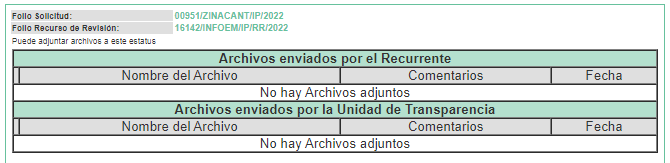 Folio Solicitud: 00951/ZINACANT/IP/2022
Folio Recurso de Revisión: 16142/INFOEM/IP/RR/2022
Puede adjuntar archivos a este estatus
Archivos enviados por el Recurrente
Nombre del Archivo Comentarios Fecha
No hay Archivos adjuntos
Archivos enviados por la Unidad de Transparencia
Nombre del Archivo Comentarios Fecha
No hay Archivos adjuntos